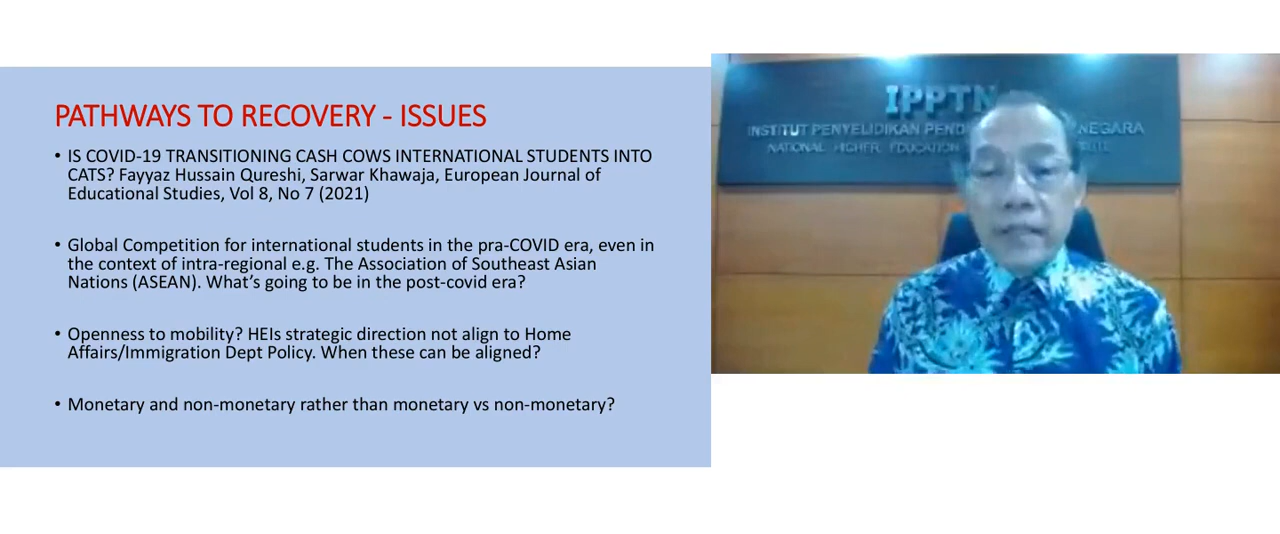 PATHWAYS TO RECOVERY - ISSUES
• IS COVID-19 TRANSITIONING CASH COWS INTERNATIONAL STUDENTS INTO
CATS? Fayyaz Hussain Qureshi, Sarwar Khawaja, European Journal of
Educational Studies, Vol 8, No 7 (2021)
• Global Competition for international students in the pra-COVID era, even in
the context of intra-regional e.g. The Association of Southeast Asian
Nations (ASEAN). What's going to be in the post-covid era?
• Openness to mobility? HEIs strategic direction not align to Home
Affairs/Immigration Dept Policy. When these can be aligned?
• Monetary and non-monetary rather than monetary vs non-monetary?
IPPTN
INSTITUT PENYELIDIKAN NEGARA
NATIONAL HIGHER EDUCATION